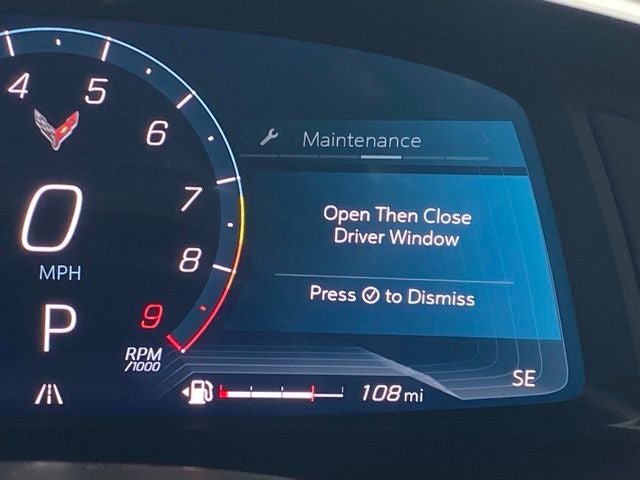 4
5
6
7
8
9
0
MPH
P
RPM
/1000
Maintenance
Open Then Close
Driver Window
Press to Dismiss
108 mi
SE